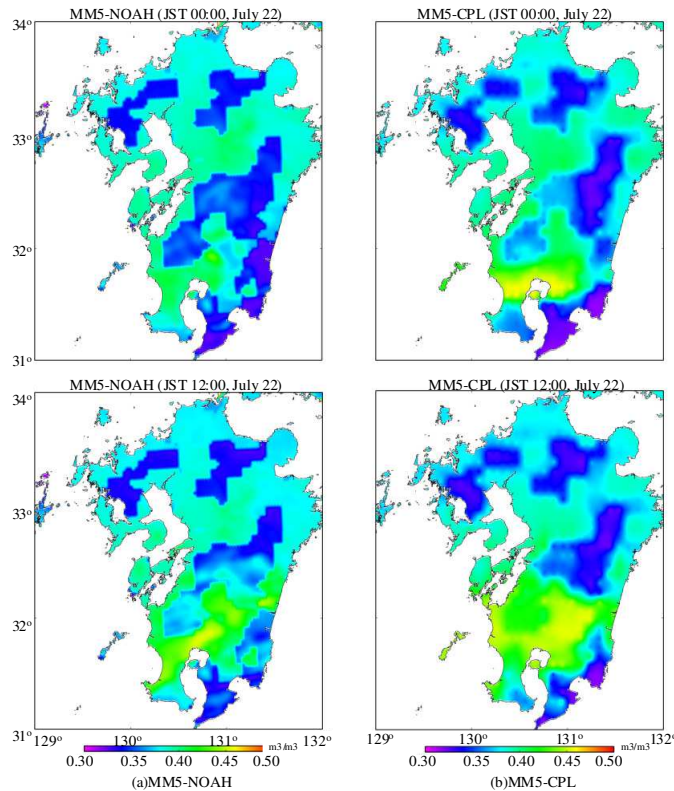 MM5-NOAH (JST 00:00, July 22) MM5-CPL (JST 00:00, July 22)
34°
33°
32°
31°
MM5-NOAH (JST 12:00, July 22) MM5-CPL (JST 12:00, July 22)
34°
33°
32°
31°
129° 130° 131° 132° 129° 130° 131° 132°
m3/m3 m3/m3
0.30 0.35 0.40 0.45 0.50 0.30 0.35 0.40 0.45 0.50
(a)MM5-NOAH (b)MM5-CPL